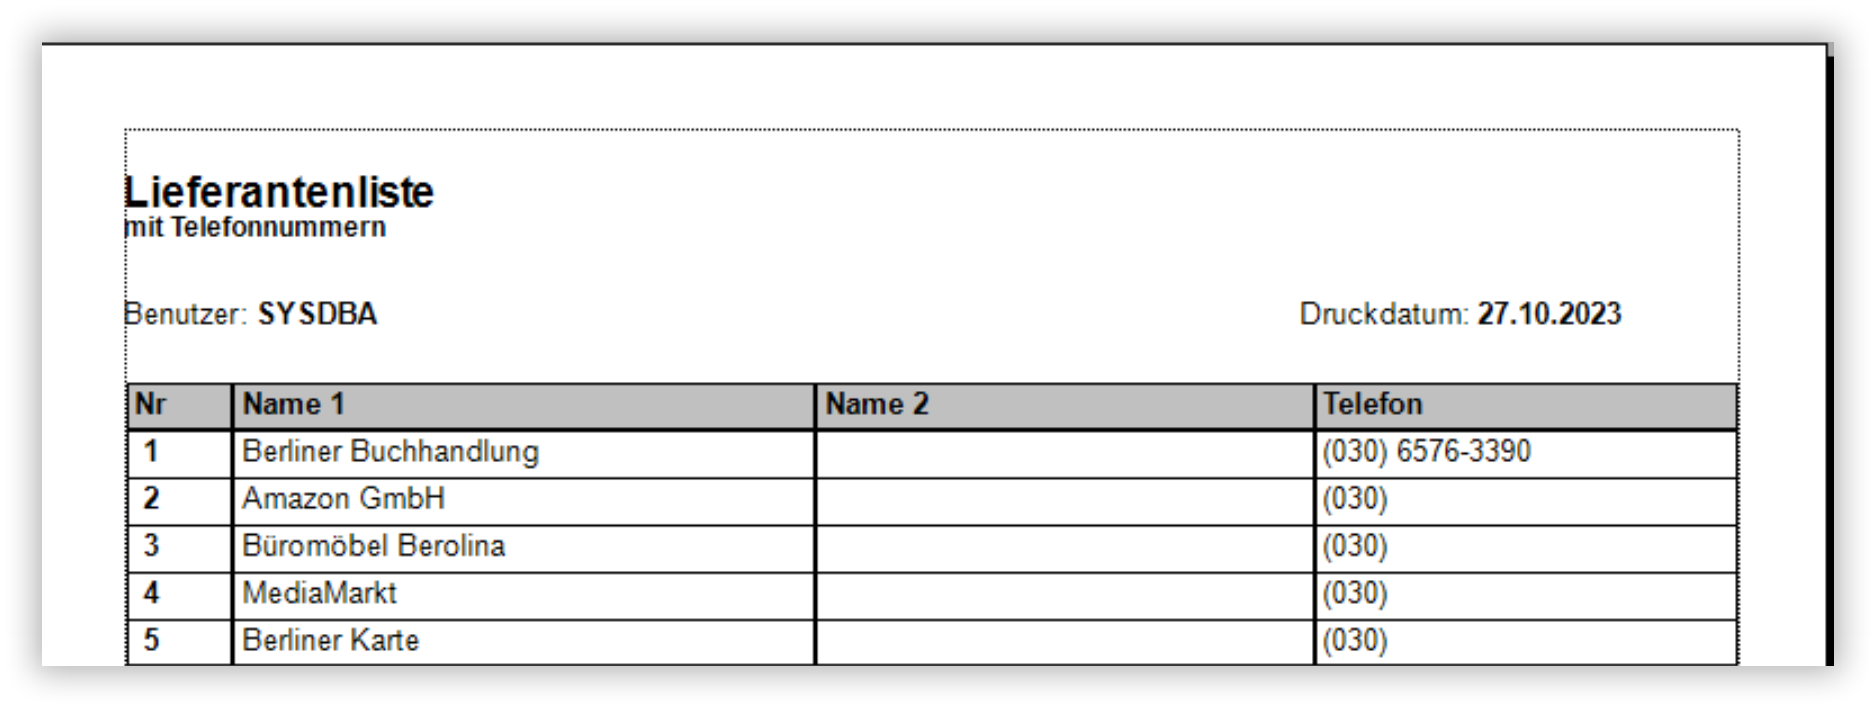 Lieferantenliste
mit Telefonnummern
Benutzer: SYSDBA Druckdatum: 27.10.2023
Nr Name 1 Name 2 Telefon
1 Berliner Buchhandlung (030) 6576-3390
2 Amazon GmbH (030)
3 Büromöbel Berolina (030)
4 MediaMarkt (030)
5 Berliner Karte (030)